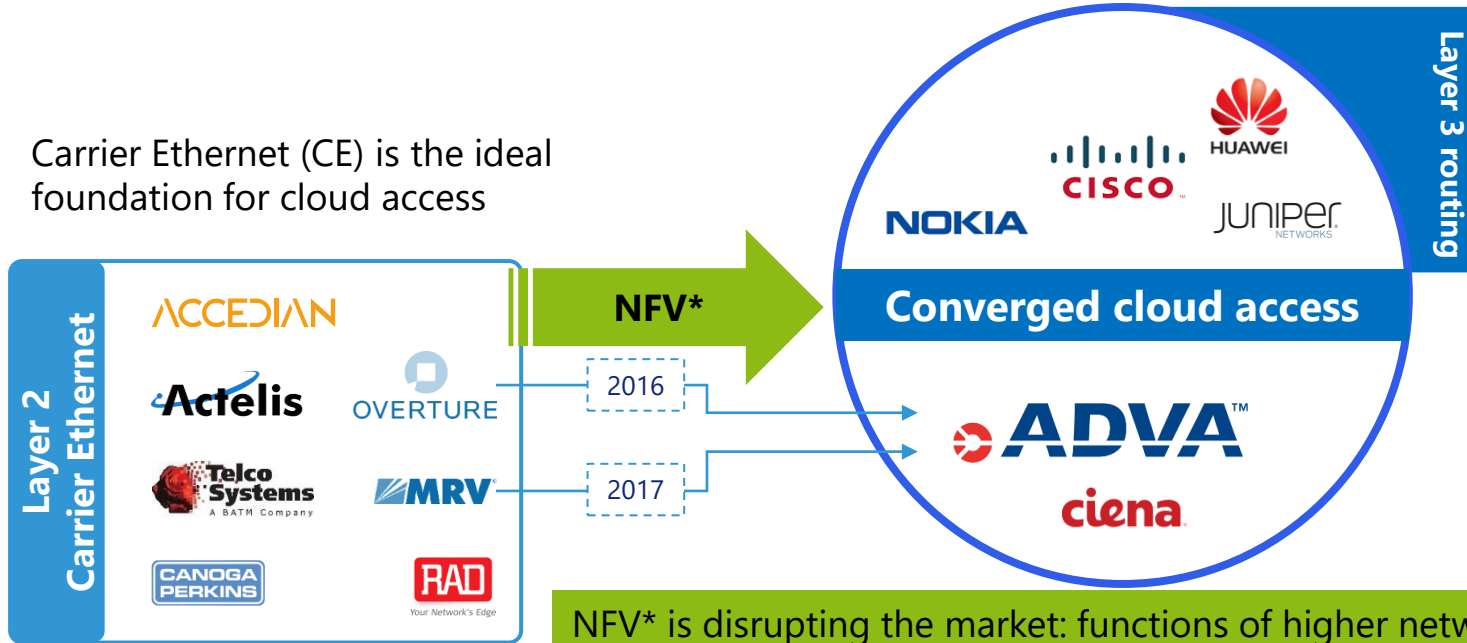 Carrier Ethernet (CE) is the ideal
foundation for cloud access
Layer 2
Carrier Ethernet
ACCEDIAN
Actelis
OVERTURE
Telco
Systems
A BATM Company
MRV
CANOGA
PERKINS
RAD
Your Network's Edge
NFV*
2016
2017
Layer 3 routing
HUAWEI
CISCO™
NOKIA
JUNIPER
NETWORKS
Converged cloud access
ADVA™
ciena
NFV* is disrupting the market: functions of higher netw